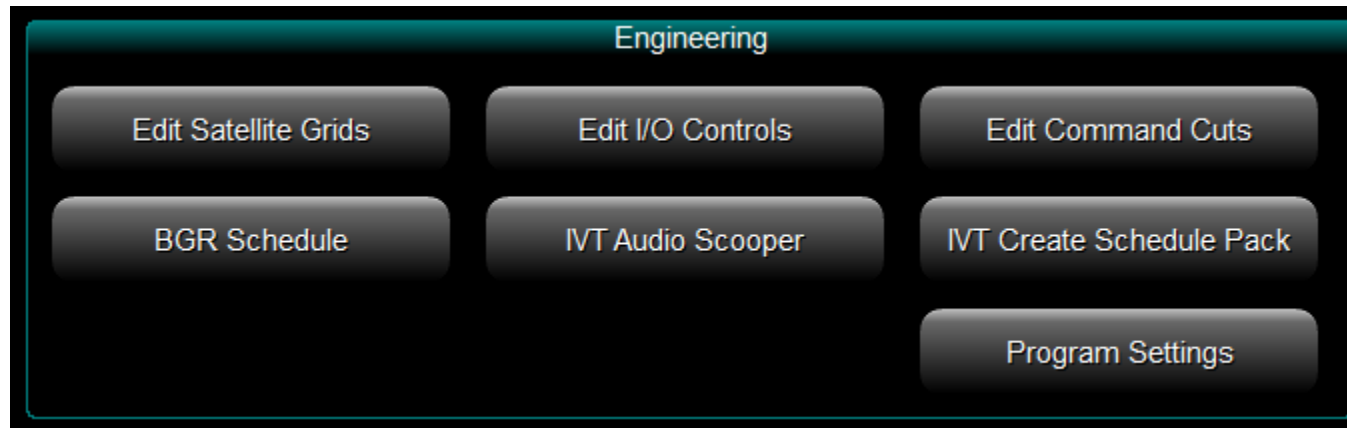 Engineering
Edit Satellite Grids
Edit I/O Controls
Edit Command Cuts
BGR Schedule
IVT Audio Scooper
IVT Create Schedule Pack
Program Settings